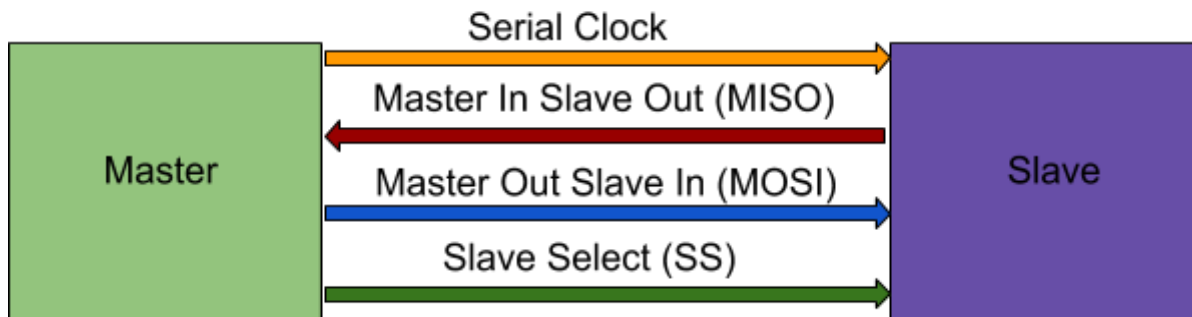 Serial Clock
Master In Slave Out (MISO)
Master
Slave
Master Out Slave In (MOSI)
Slave Select (SS)